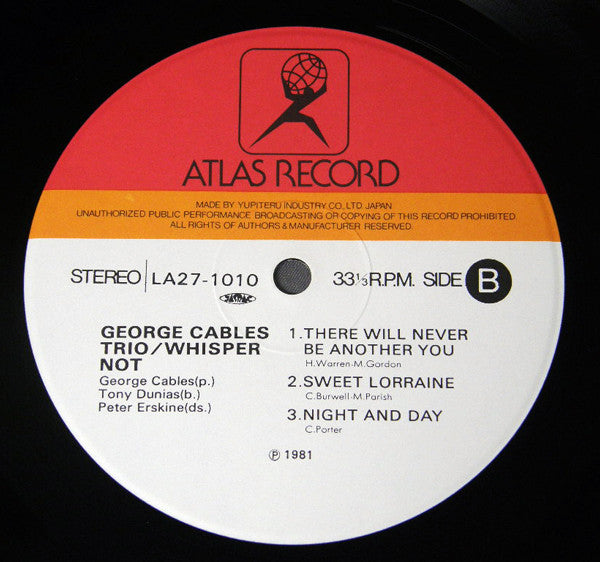 ATLAS RECORD
MADE BY YUPITERU INDUSTRY CO., LTD. JAPAN
UNAUTHORIZED PUBLIC PERFORMANCE BROADCASTING OR COPYING OF THIS RECORD PROHIBITED.
ALL RIGHTS OF AUTHORS & MANUFACTURER RESERVED.
STEREO LA27-1010
33⅓R.P.M. SIDE B
GEORGE CABLES
TRIO/WHISPER
NOT
George Cables(p.)
Tony Dunias(b.)
Peter Erskine(ds.)
1.THERE WILL NEVER
BE ANOTHER YOU
H.Warren-M.Gordon
2.SWEET LORRAINE
C.Burwell-M.Parish
3.NIGHT AND DAY
C.Porter
℗ 1981